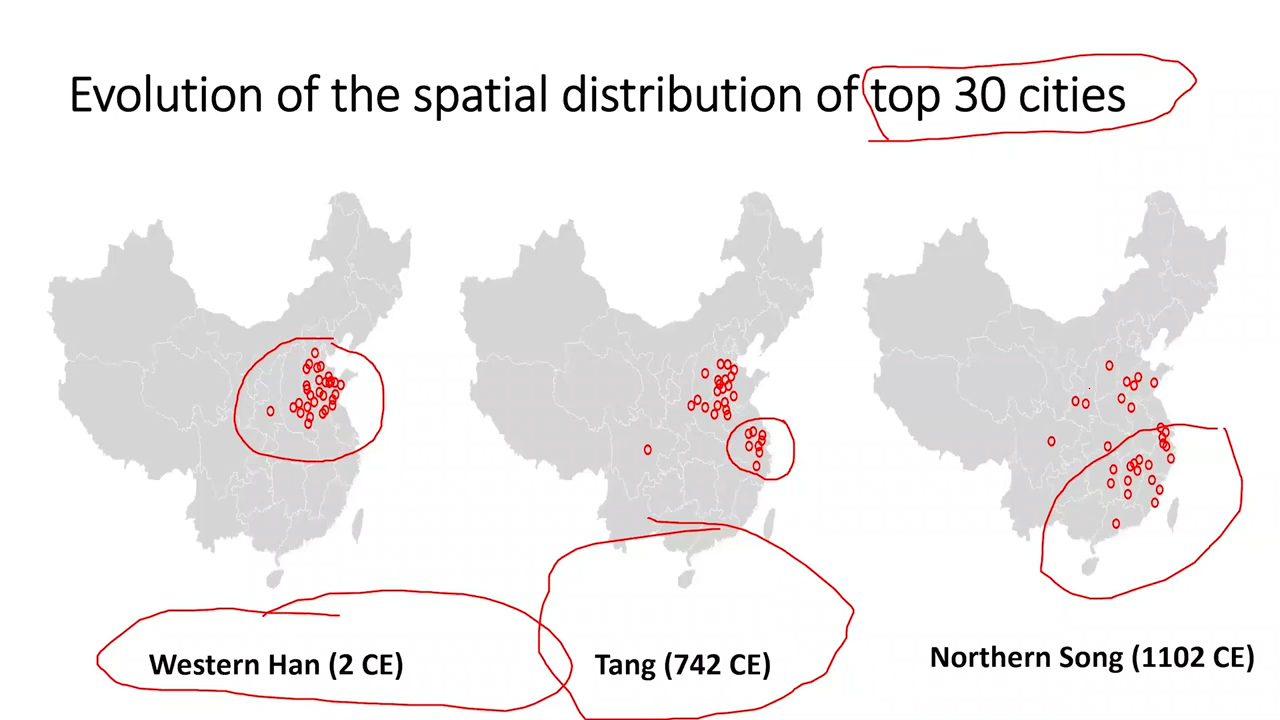 Evolution of the spatial distribution of top 30 cities
Western Han (2 CE)
Tang (742 CE)
Northern Song (1102 CE)